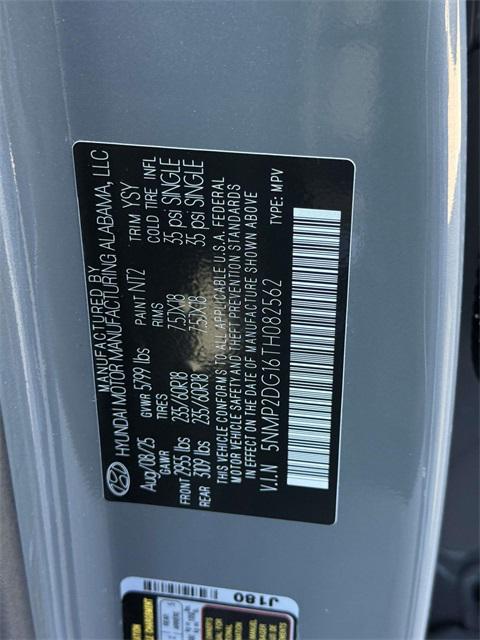 MANUFACTURED BY
HYUNDAI MOTOR MANUFACTURING ALABAMA, LLC
Aug/08/25 GVWR 5799 lbs PAINT NT2 TRIM YSY
GAWR RIMS COLD TIRE INFL
FRONT 2955 lbs 235/60R18 7.5JX18 35 psi SINGLE
REAR 3109 lbs 235/60R18 7.5JX18 35 psi SINGLE
THIS VEHICLE CONFORMS TO ALL APPLICABLE U.S.A. FEDERAL
MOTOR VEHICLE SAFETY AND THEFT PREVENTION STANDARDS
IN EFFECT ON THE DATE OF MANUFACTURE SHOWN ABOVE
V.I.N 5NMP2DG16TH082562 TYPE: MPV
J180